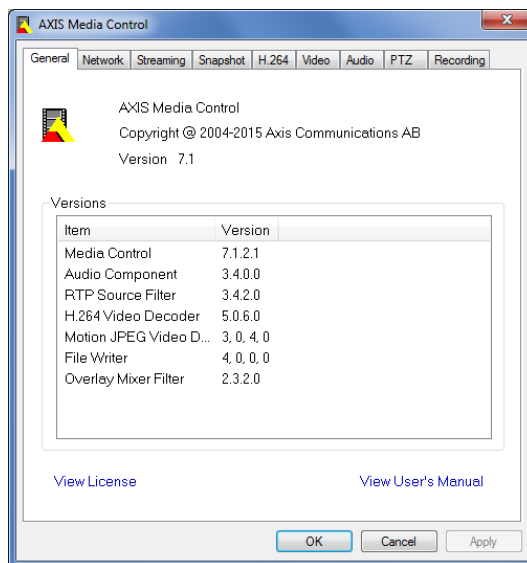 AXIS Media Control
General Network Streaming Snapshot H.264 Video Audio PTZ Recording
AXIS Media Control
Copyright @ 2004-2015 Axis Communications AB
Version 7.1
Versions
Item Version
Media Control 7.1.2.1
Audio Component 3.4.0.0
RTP Source Filter 3.4.2.0
H.264 Video Decoder 5.0.6.0
Motion JPEG Video D... 3, 0, 4, 0
File Writer 4, 0, 0, 0
Overlay Mixer Filter 2.3.2.0
View License View User's Manual
OK Cancel Apply